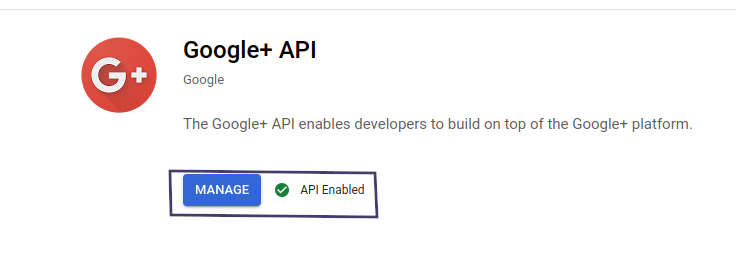 G+
Google+ API
Google
The Google+ API enables developers to build on top of the Google+ platform.
MANAGE API Enabled